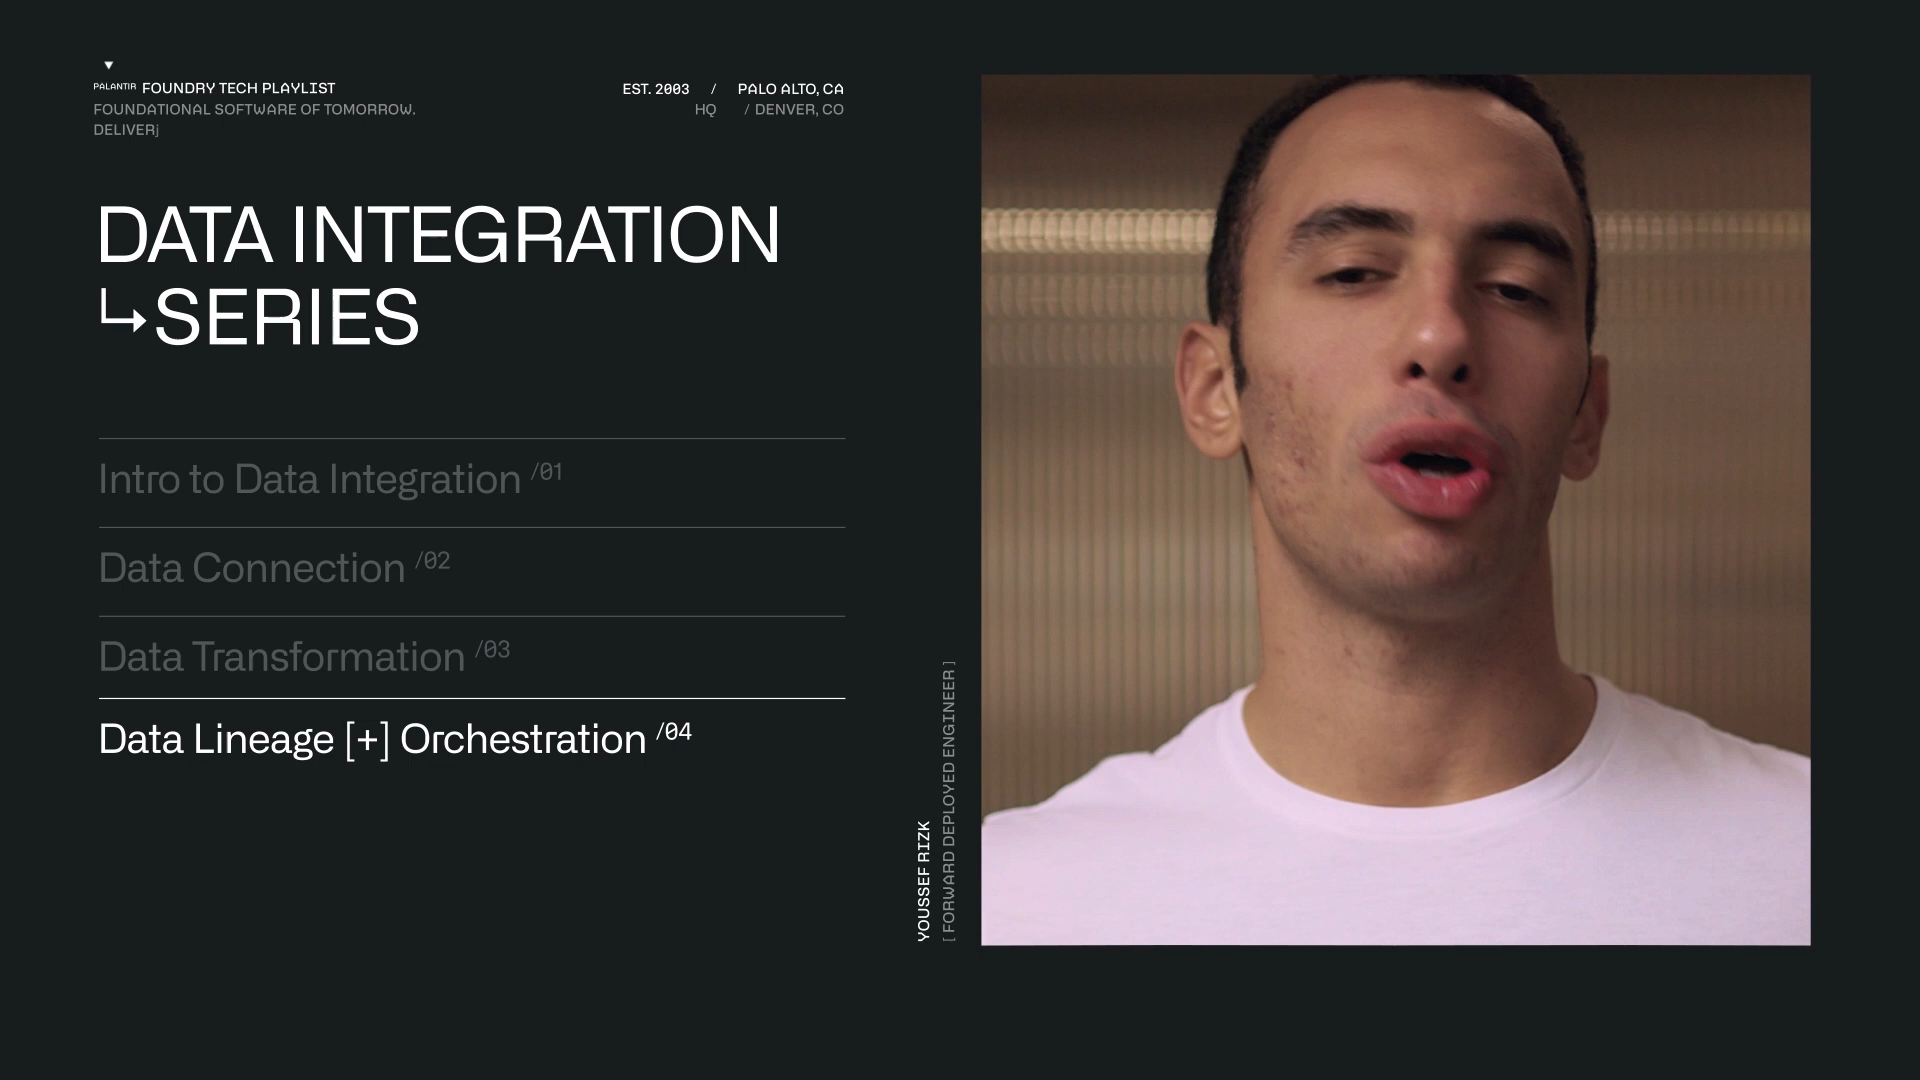 PALANTIR FOUNDRY TECH PLAYLIST
FOUNDATIONAL SOFTWARE OF TOMORROW.
DELIVERj
EST. 2003 / PALO ALTO, CA
HQ / DENVER, CO
DATA INTEGRATION
↳SERIES
Intro to Data Integration /01
Data Connection /02
Data Transformation /03
Data Lineage [+] Orchestration /04
YOUSSEF RIZK
[ FORWARD DEPLOYED ENGINEER ]